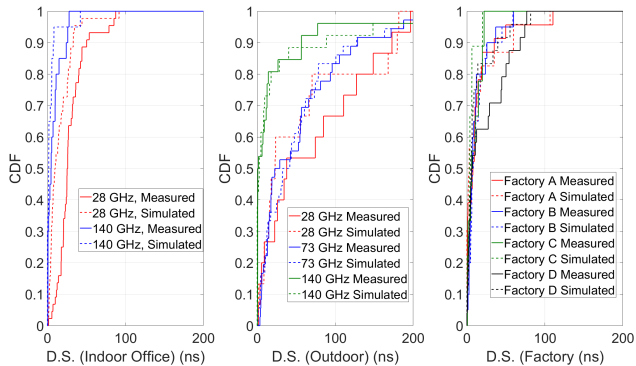 1
0.9
0.8
0.7
0.6
0.5
0.4
0.3
0.2
0.1
0
CDF
0 100 200
D.S. (Indoor Office) (ns)
28 GHz, Measured
28 GHz, Simulated
140 GHz, Measured
140 GHz, Simulated
1
0.9
0.8
0.7
0.6
0.5
0.4
0.3
0.2
0.1
0
CDF
0 100 200
D.S. (Outdoor) (ns)
28 GHz Measured
28 GHz Simulated
73 GHz Measured
73 GHz Simulated
140 GHz Measured
140 GHz Simulated
1
0.9
0.8
0.7
0.6
0.5
0.4
0.3
0.2
0.1
0
CDF
0 100 200
D.S. (Factory) (ns)
Factory A Measured
Factory A Simulated
Factory B Measured
Factory B Simulated
Factory C Measured
Factory C Simulated
Factory D Measured
Factory D Simulated